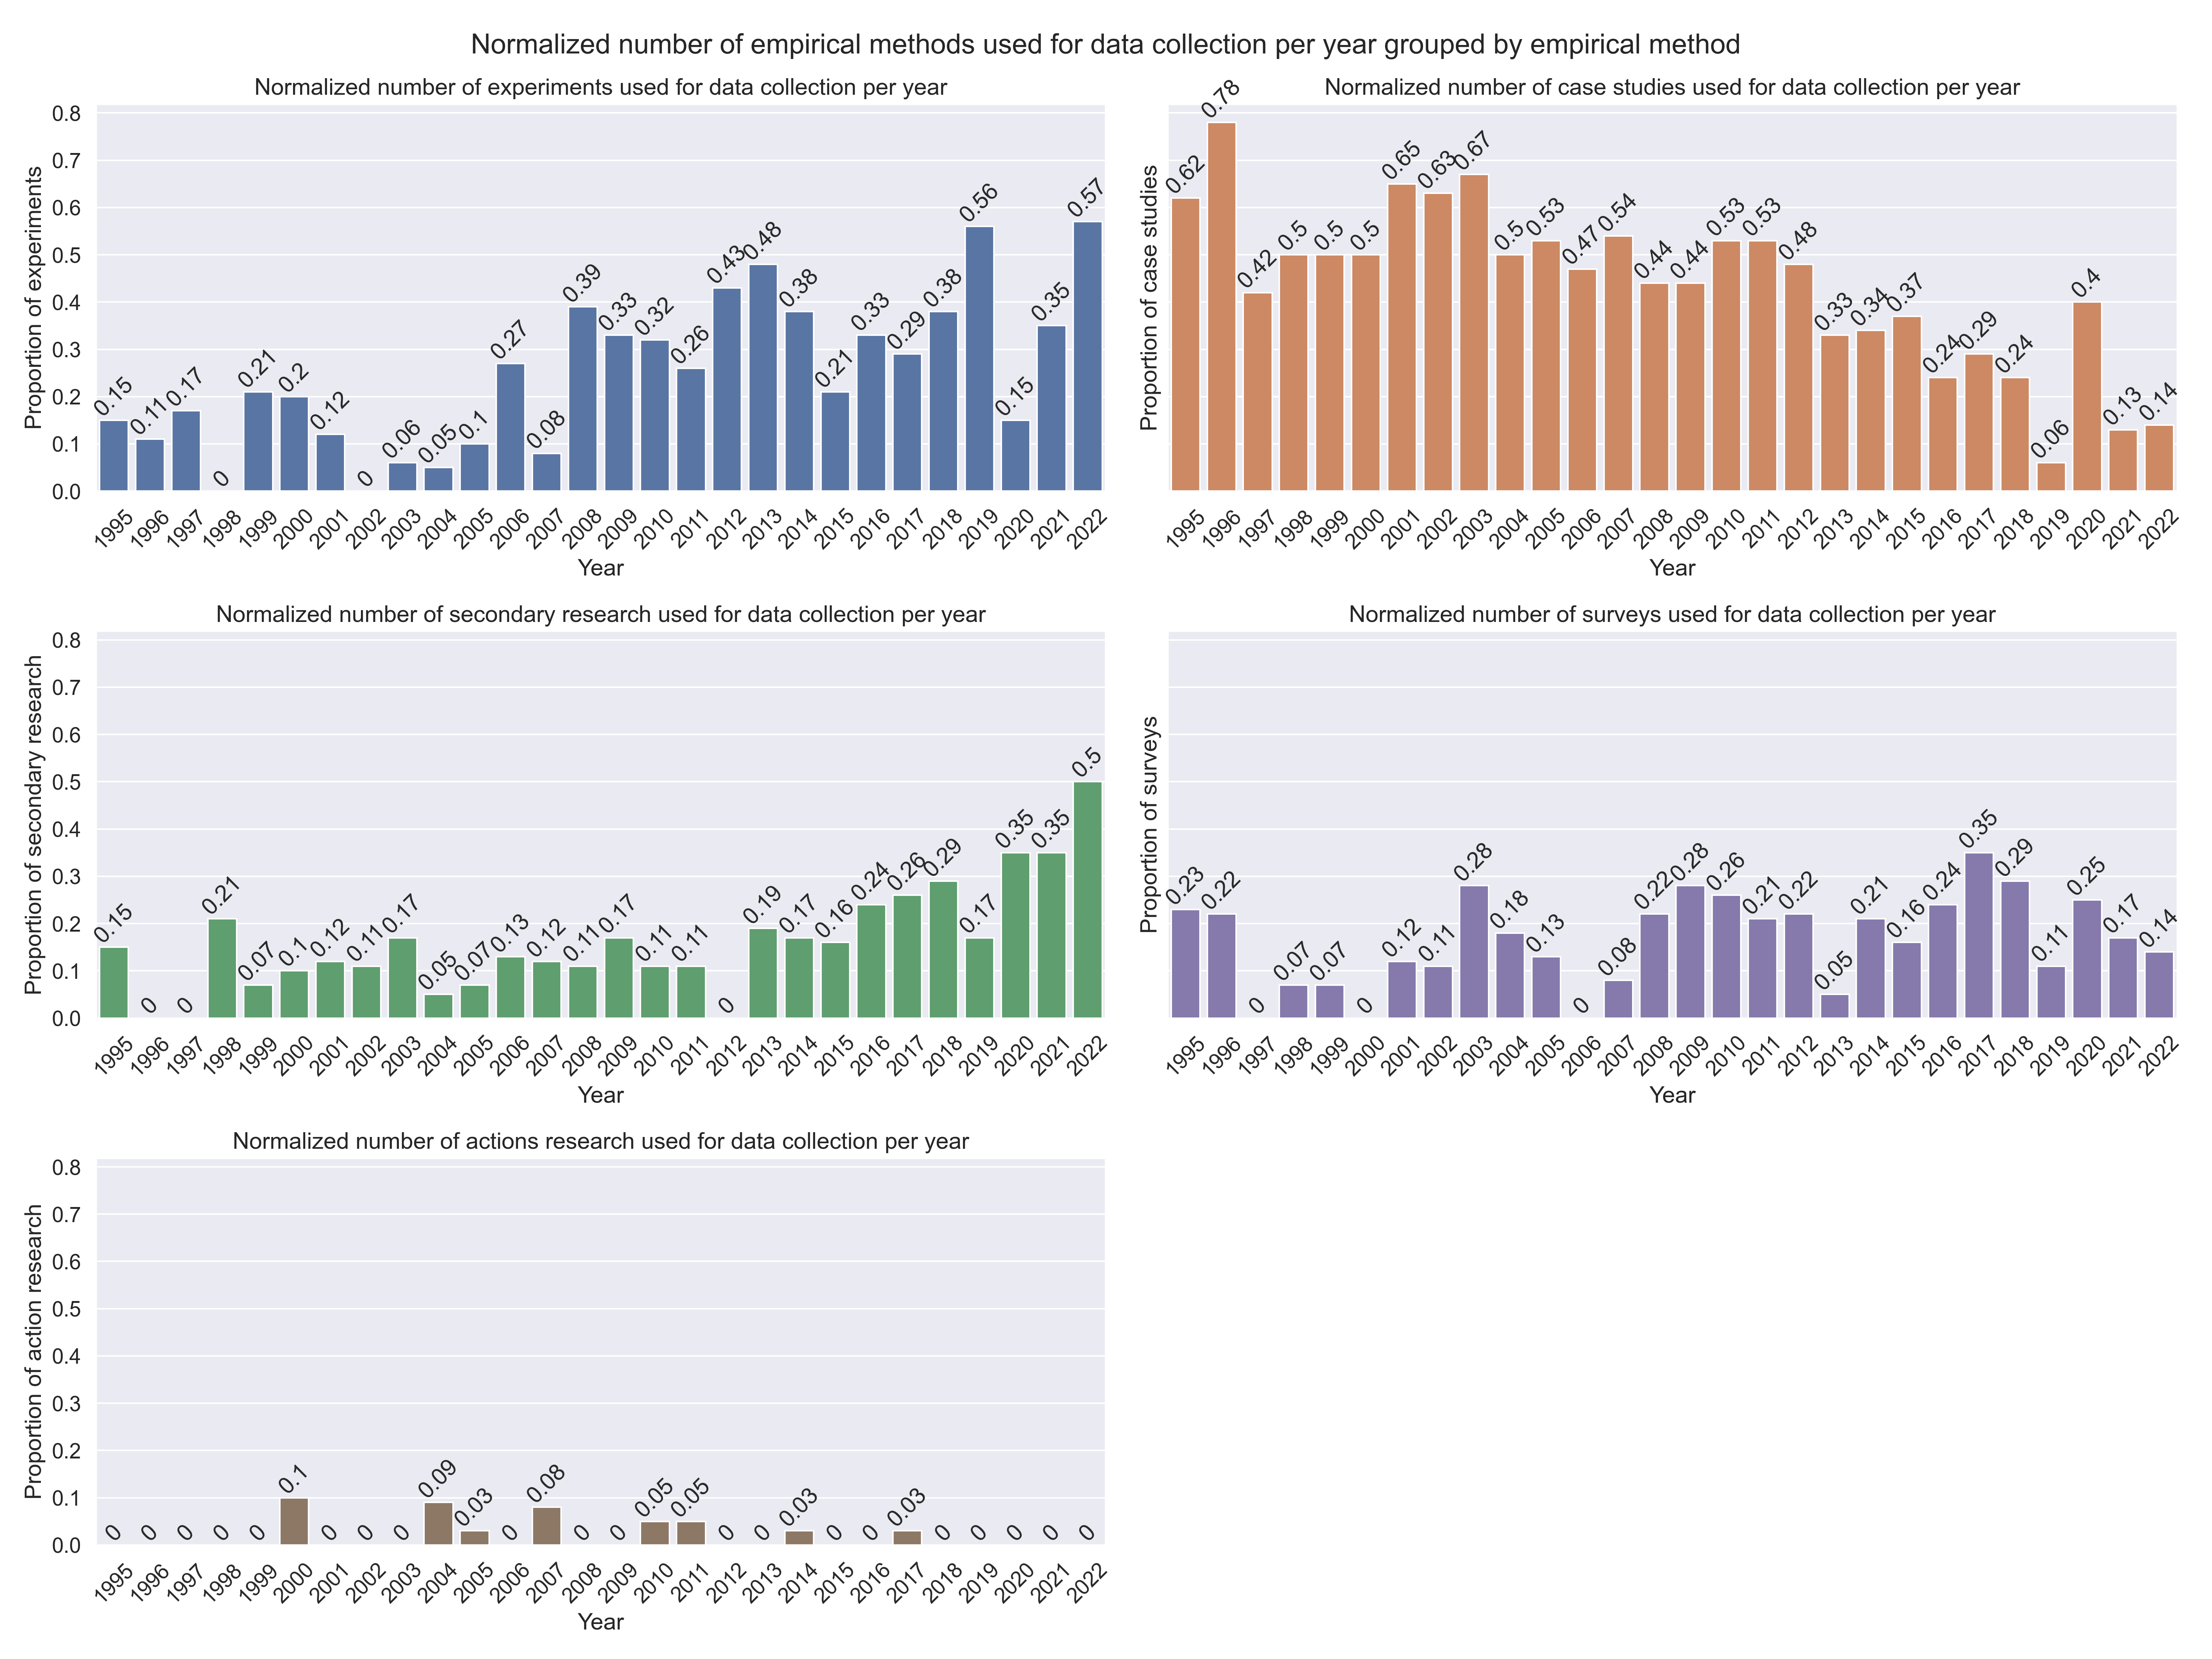 Normalized number of empirical methods used for data collection per year grouped by empirical method
Normalized number of experiments used for data collection per year
Proportion of experiments
0.8
0.7
0.6
0.5
0.4
0.3
0.2
0.1
0.0
0.15 0.11 0.17 0 0.21 0.2 0.12 0 0.06 0.05 0.1 0.27 0.08 0.39 0.33 0.32 0.26 0.43 0.48 0.38 0.21 0.33 0.29 0.38 0.56 0.15 0.35 0.57
1995 1996 1997 1998 1999 2000 2001 2002 2003 2004 2005 2006 2007 2008 2009 2010 2011 2012 2013 2014 2015 2016 2017 2018 2019 2020 2021 2022
Year
Normalized number of case studies used for data collection per year
Proportion of case studies
0.62 0.78 0.42 0.5 0.5 0.5 0.65 0.63 0.67 0.5 0.53 0.47 0.54 0.44 0.44 0.53 0.53 0.48 0.33 0.34 0.37 0.24 0.29 0.24 0.06 0.4 0.13 0.14
1995 1996 1997 1998 1999 2000 2001 2002 2003 2004 2005 2006 2007 2008 2009 2010 2011 2012 2013 2014 2015 2016 2017 2018 2019 2020 2021 2022
Year
Normalized number of secondary research used for data collection per year
Proportion of secondary research
0.8
0.7
0.6
0.5
0.4
0.3
0.2
0.1
0.0
0.15 0 0 0.21 0.07 0.1 0.12 0.11 0.17 0.05 0.07 0.13 0.12 0.11 0.17 0.11 0.11 0 0.19 0.17 0.16 0.24 0.26 0.29 0.17 0.35 0.35 0.5
1995 1996 1997 1998 1999 2000 2001 2002 2003 2004 2005 2006 2007 2008 2009 2010 2011 2012 2013 2014 2015 2016 2017 2018 2019 2020 2021 2022
Year
Normalized number of surveys used for data collection per year
Proportion of surveys
0.23 0.22 0 0.07 0.07 0 0.12 0.11 0.28 0.18 0.13 0 0.08 0.22 0.28 0.26 0.21 0.22 0.05 0.21 0.16 0.24 0.35 0.29 0.11 0.25 0.17 0.14
1995 1996 1997 1998 1999 2000 2001 2002 2003 2004 2005 2006 2007 2008 2009 2010 2011 2012 2013 2014 2015 2016 2017 2018 2019 2020 2021 2022
Year
Normalized number of actions research used for data collection per year
Proportion of action research
0.8
0.7
0.6
0.5
0.4
0.3
0.2
0.1
0.0
0 0 0 0 0 0.1 0 0 0 0.09 0.03 0 0.08 0 0 0.05 0.05 0 0 0.03 0 0 0.03 0 0 0 0 0
1995 1996 1997 1998 1999 2000 2001 2002 2003 2004 2005 2006 2007 2008 2009 2010 2011 2012 2013 2014 2015 2016 2017 2018 2019 2020 2021 2022
Year